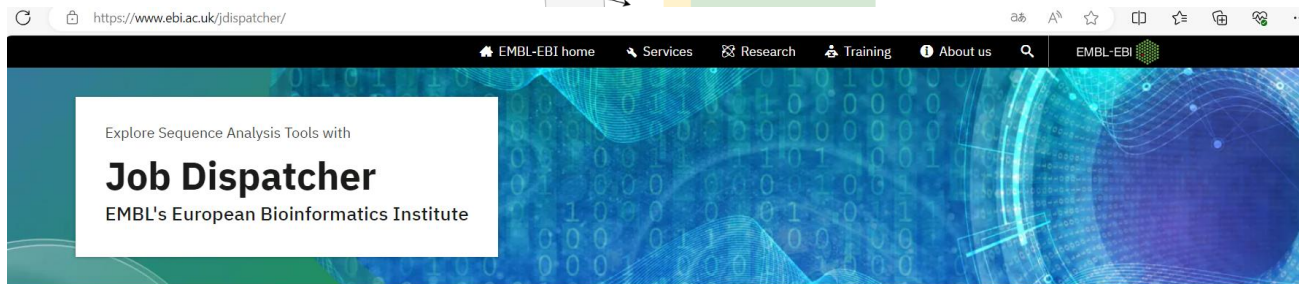 https://www.ebi.ac.uk/jdispatcher/
EMBL-EBI home Services Research Training About us EMBL-EBI
Explore Sequence Analysis Tools with
Job Dispatcher
EMBL's European Bioinformatics Institute